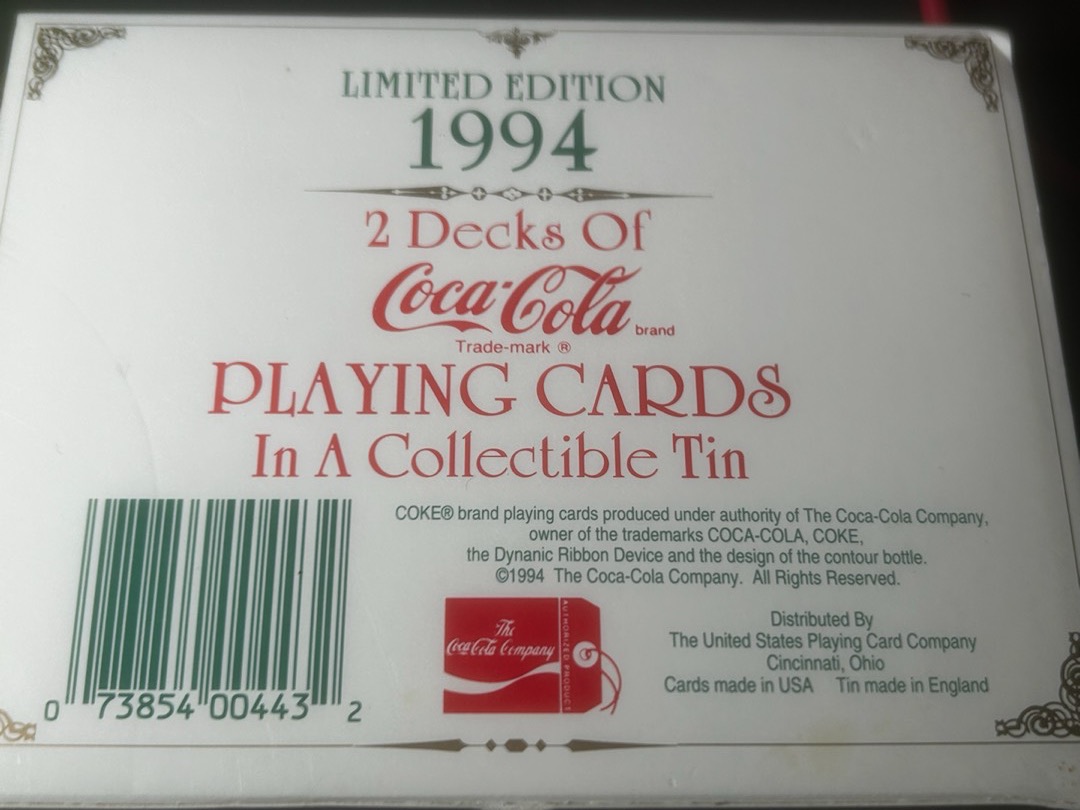 LIMITED EDITION
1994
2 Decks Of
Coca-Cola brand
Trade-mark ®
PLAYING CARDS
In A Collectible Tin
COKE® brand playing cards produced under authority of The Coca-Cola Company,
owner of the trademarks COCA-COLA, COKE,
the Dynanic Ribbon Device and the design of the contour bottle.
©1994 The Coca-Cola Company. All Rights Reserved.
The
Coca-Cola Company
AUTHORIZED PRODUCT
Distributed By
The United States Playing Card Company
Cincinnati, Ohio
Cards made in USA Tin made in England
0 73854 00443 2